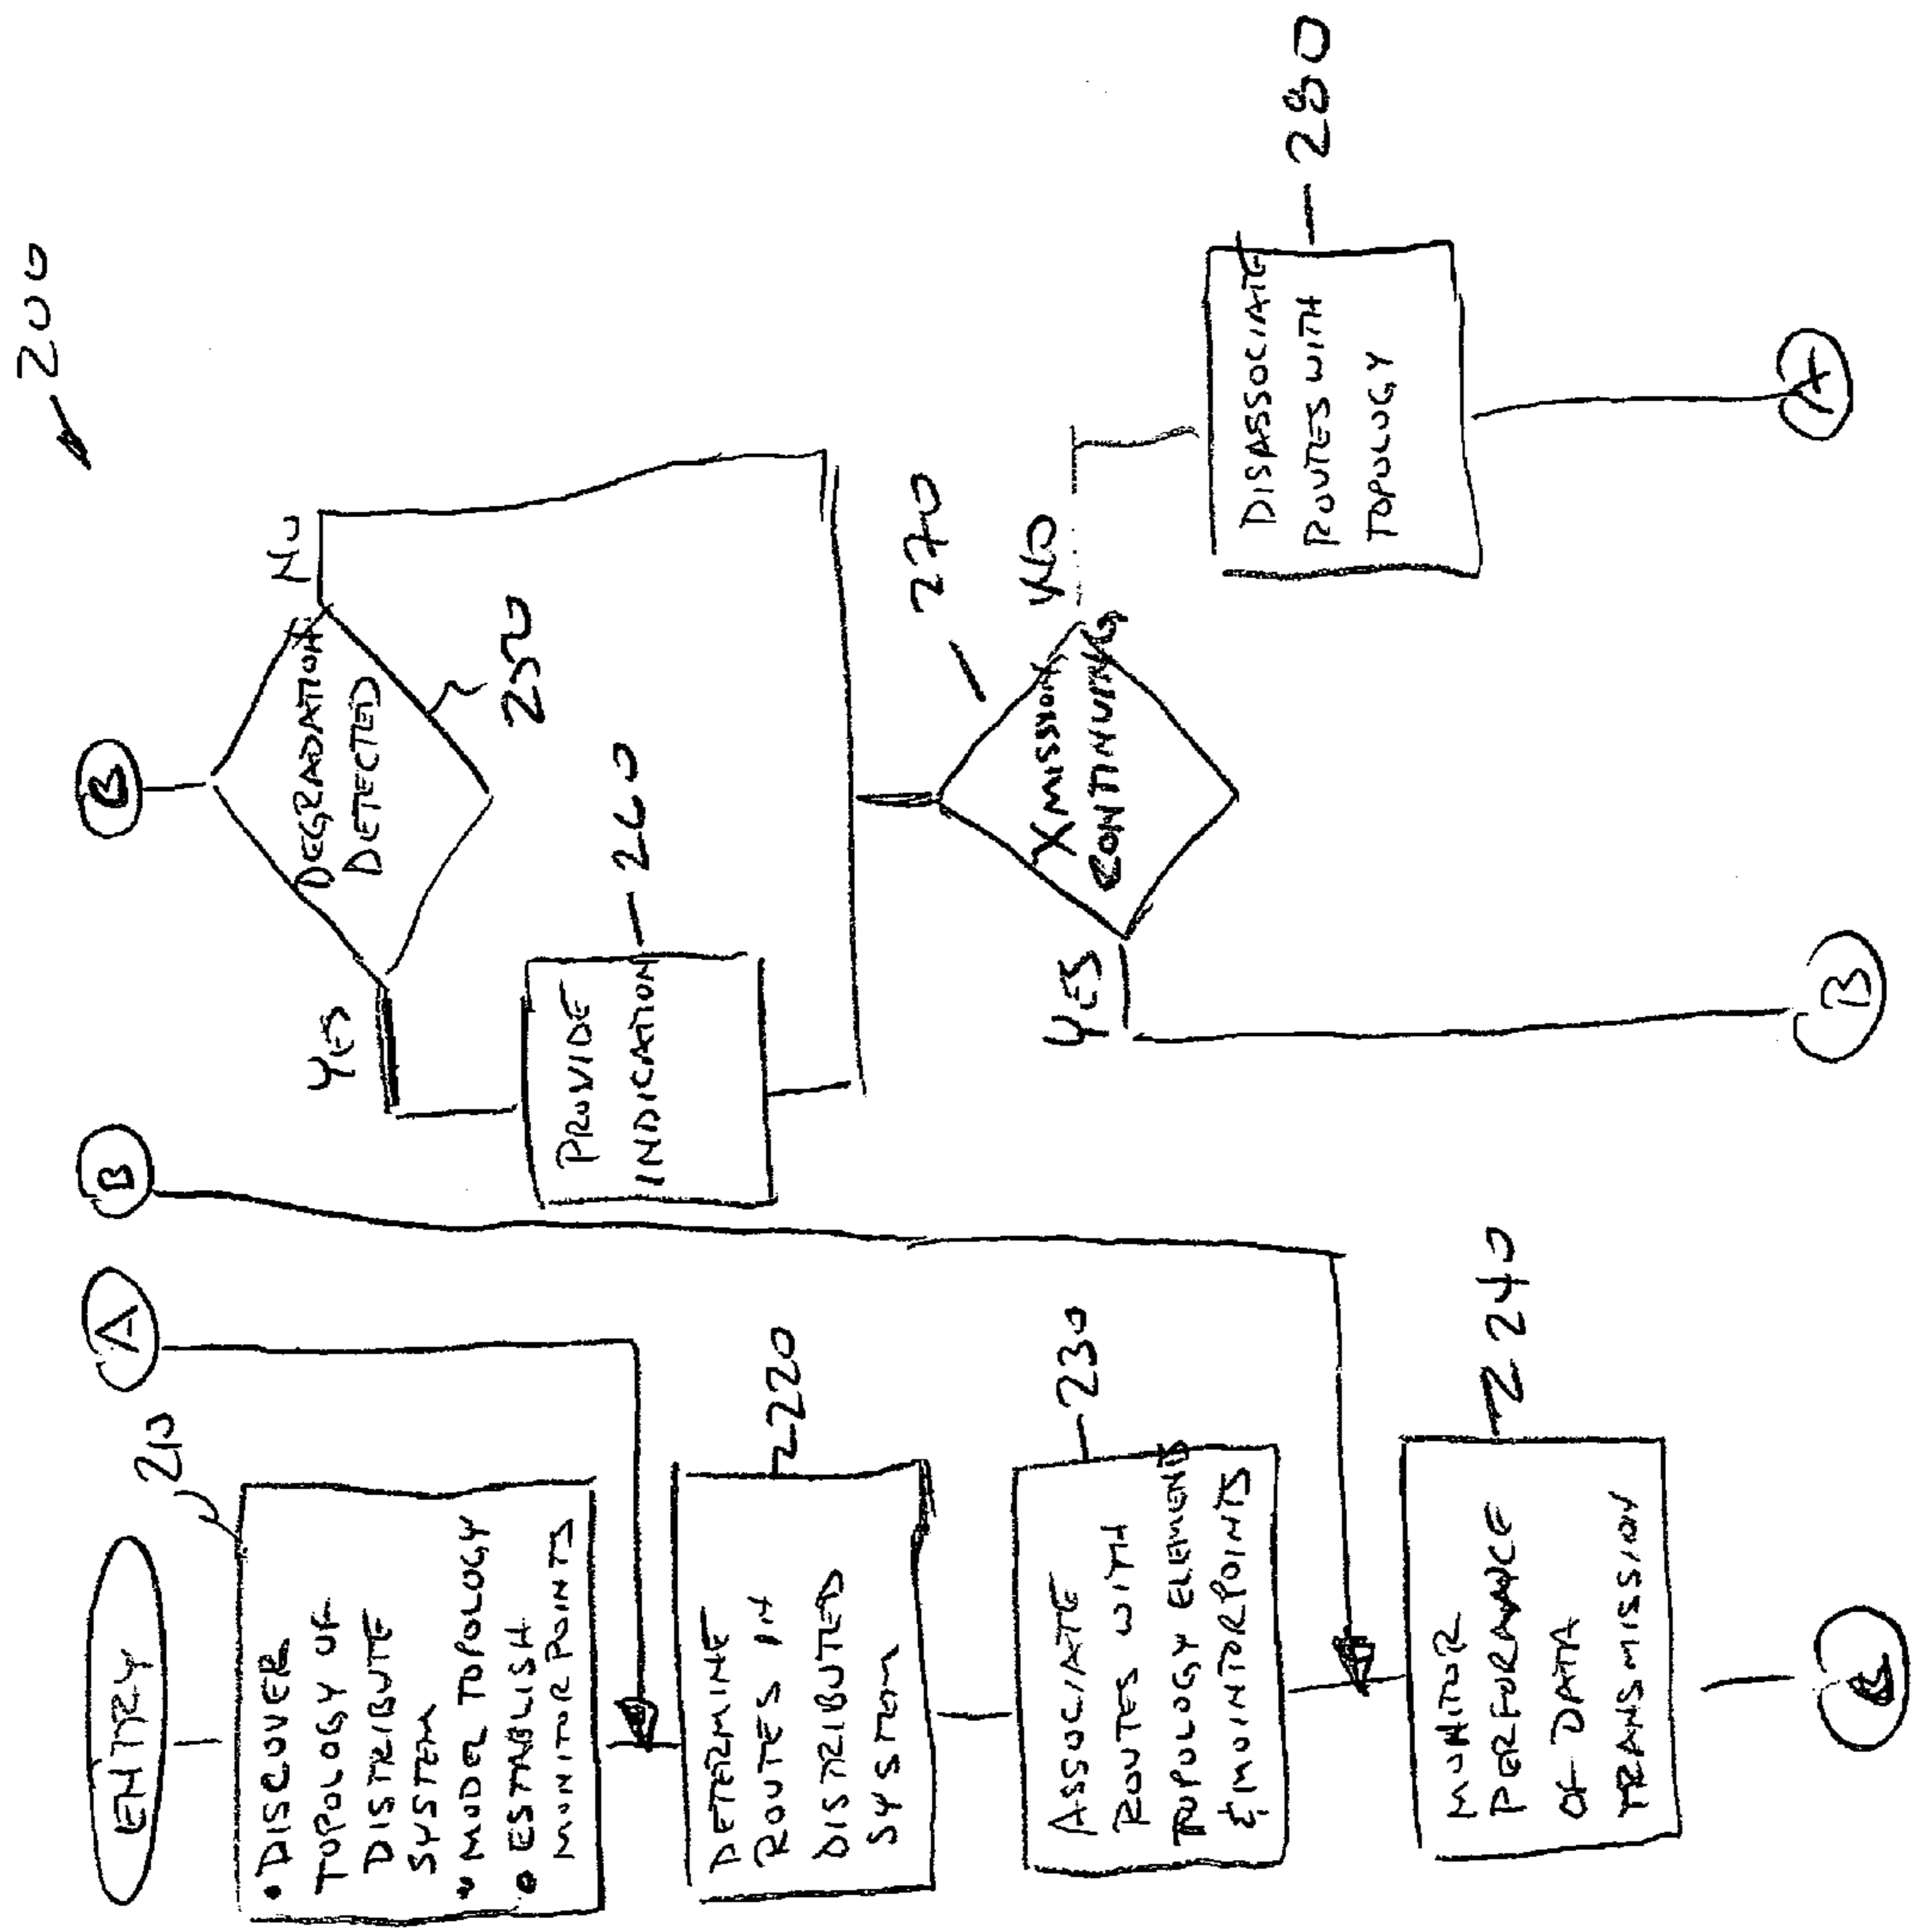 200
ENTRY
210
• DISCOVER
TOPOLOGY OF
DISTRIBUTE
SYSTEM
• MODEL TOPOLOGY
• ESTABLISH
MONITOR POINTS
A
DETERMINE
ROUTES IN
DISTRIBUTED
SYSTEM
220
ASSOCIATE
ROUTES WITH
TOPOLOGY ELEMENTS
& MONITORPOINTS
230
B
MONITOR
PERFORMANCE
OF DATA
TRANSMISSION
240
C
DEGRADATION
DETECTED
250
YES
NO
PROVIDE
INDICATION
260
XMISSION
CONTINUING
270
YES
NO
B
DISASSOCIATE
ROUTES WITH
TOPOLOGY
280
A